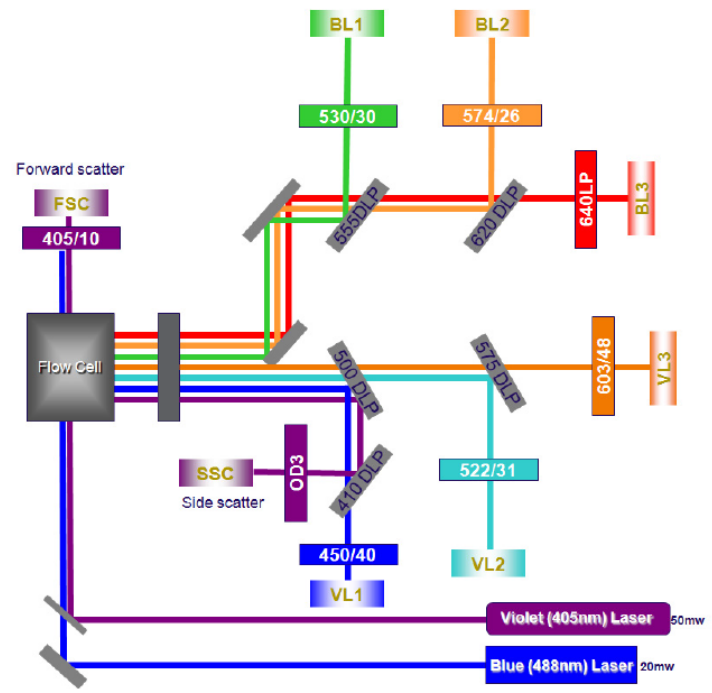 BL1
BL2
530/30
574/26
Forward scatter
FSC
405/10
555DLP
620 DLP
640LP
BL3
Flow Cell
500 DLP
575 DLP
603/48
VL3
SSC
OD3
410 DLP
522/31
Side scatter
450/40
VL2
VL1
Violet (405nm) Laser
50mw
Blue (488nm) Laser
20mw